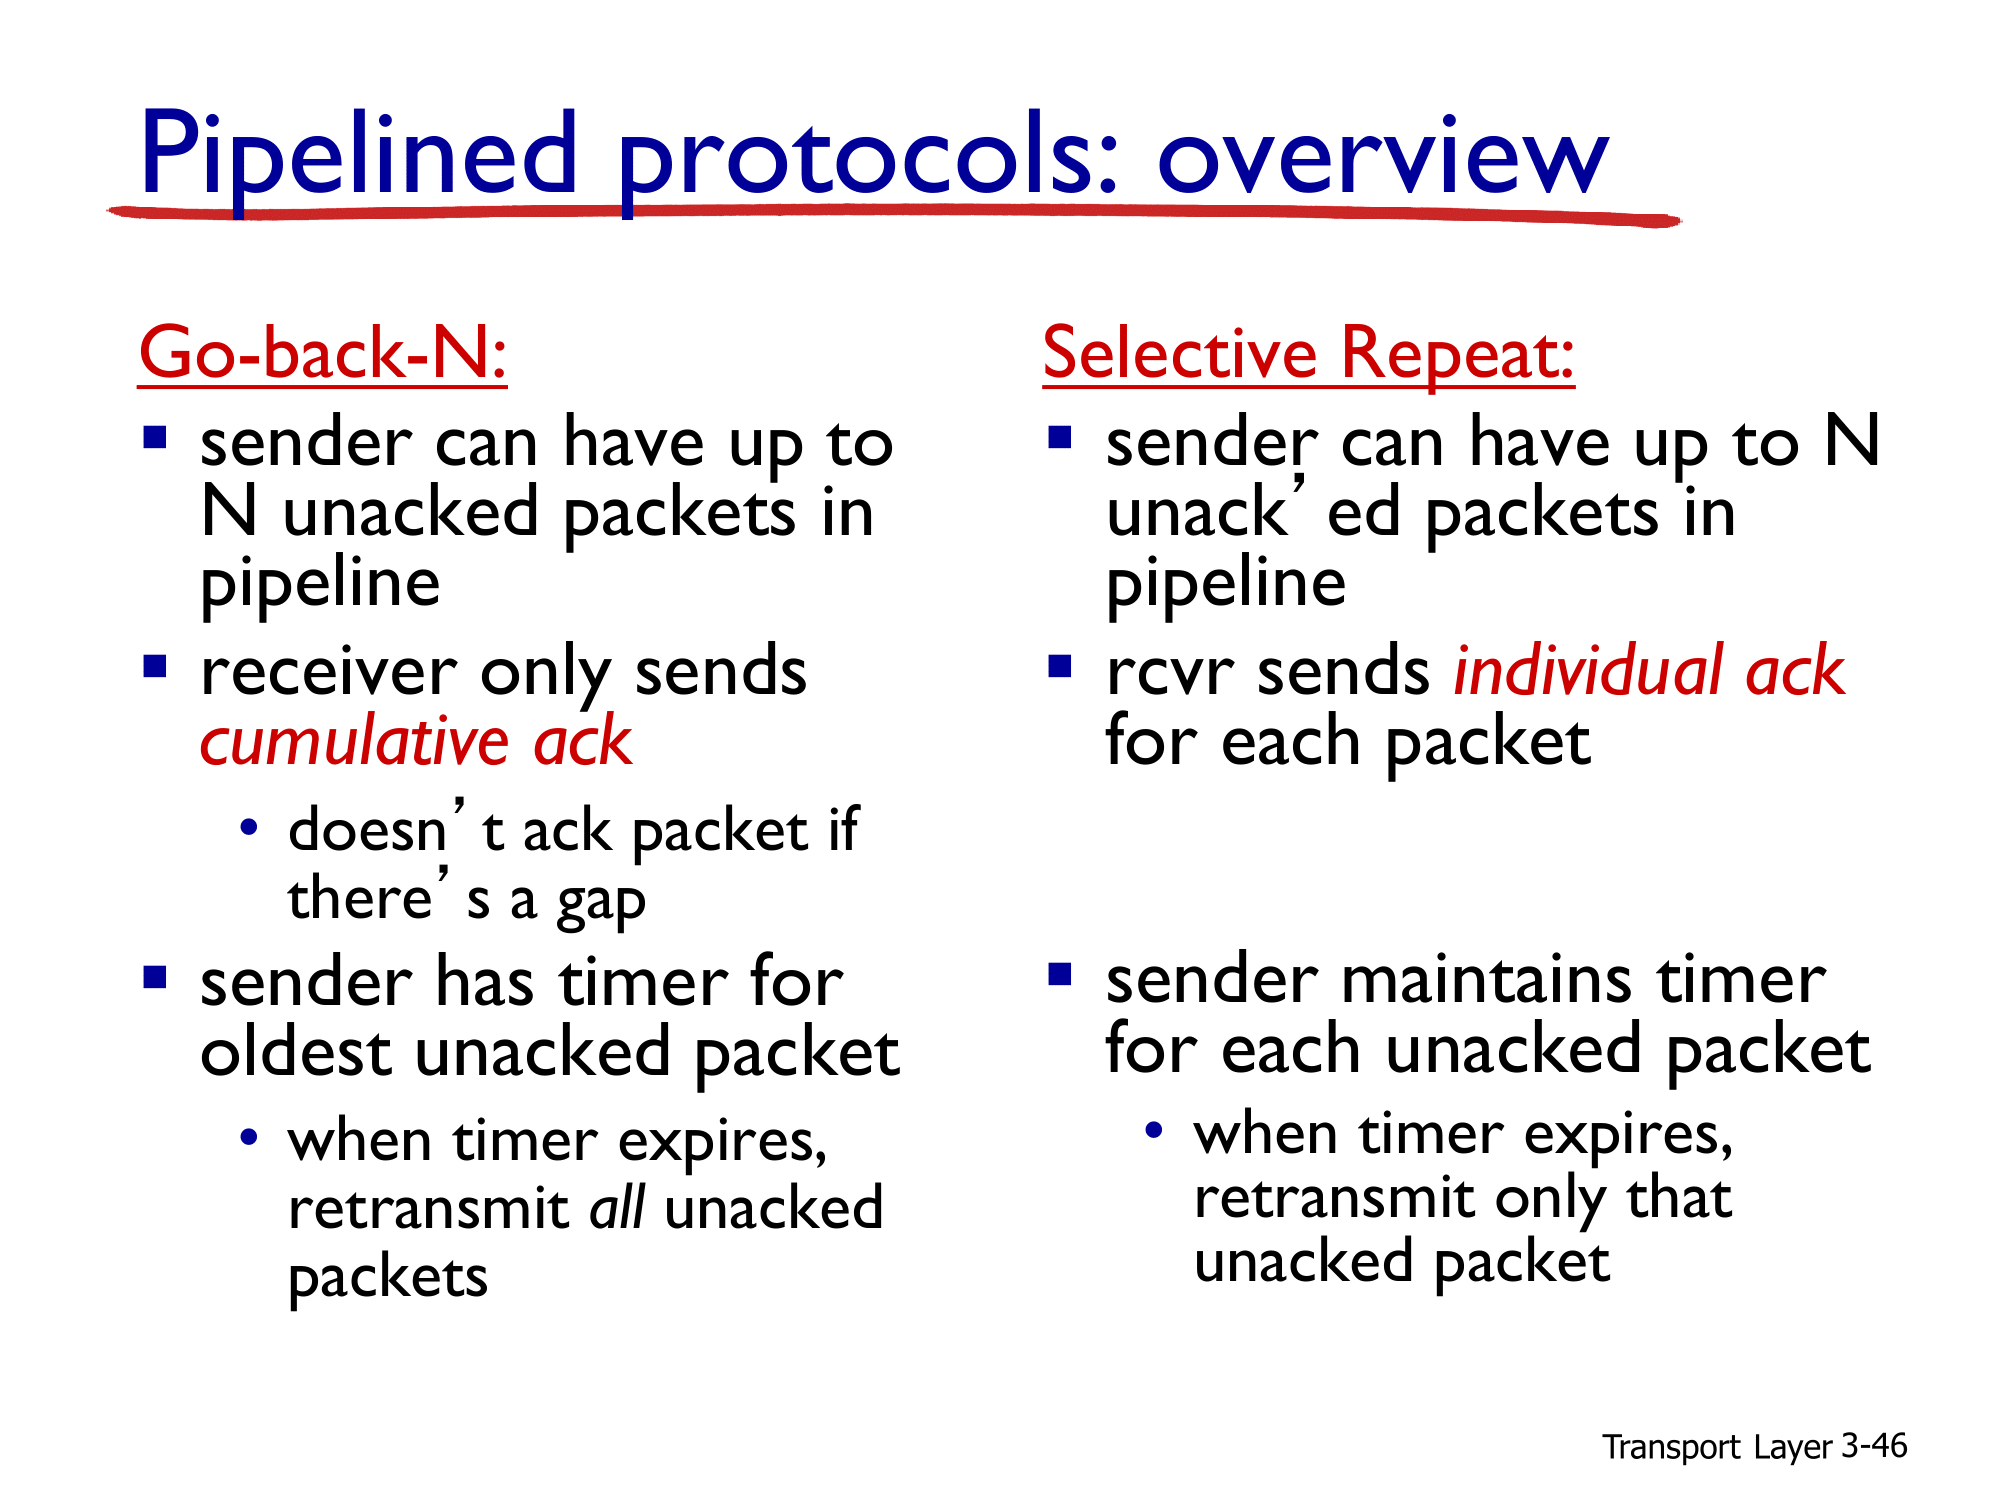 Pipelined protocols: overview
Go-back-N:
▪ sender can have up to
N unacked packets in
pipeline
▪ receiver only sends
cumulative ack
• doesn’t ack packet if
there’s a gap
▪ sender has timer for
oldest unacked packet
• when timer expires,
retransmit all unacked
packets
Selective Repeat:
▪ sender can have up to N
unack’ed packets in
pipeline
▪ rcvr sends individual ack
for each packet
▪ sender maintains timer
for each unacked packet
• when timer expires,
retransmit only that
unacked packet
Transport Layer 3-46